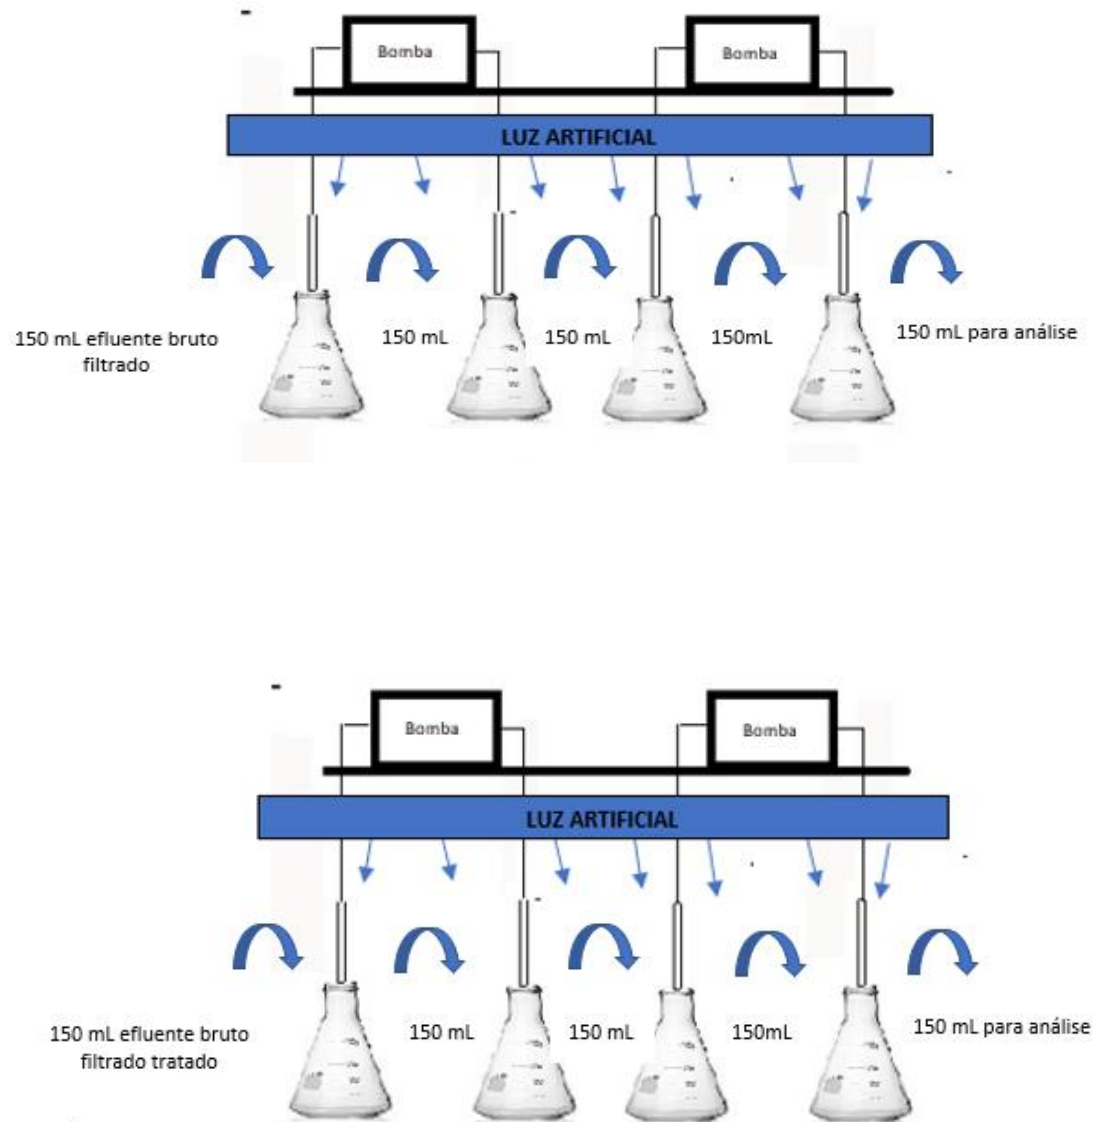 Bomba
Bomba
LUZ ARTIFICIAL
150 mL efluente bruto
filtrado
150 mL
150 mL
150mL
150 mL para análise
Bomba
Bomba
LUZ ARTIFICIAL
150 mL efluente bruto
filtrado tratado
150 mL
150 mL
150mL
150 mL para análise